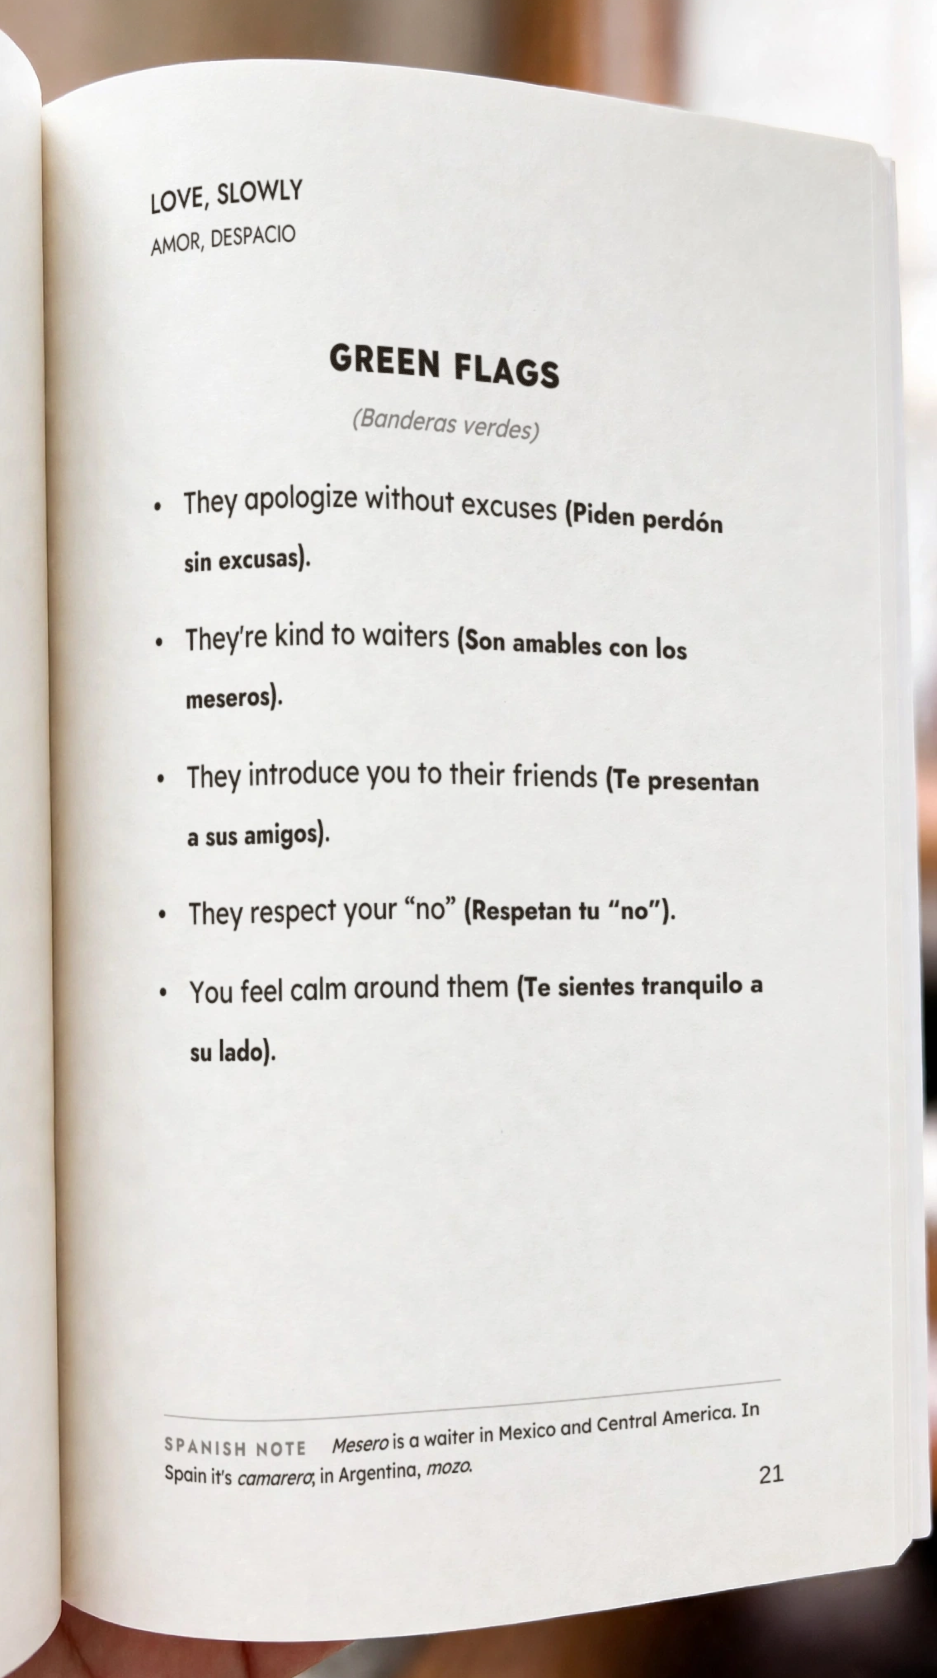 LOVE, SLOWLY
AMOR, DESPACIO
GREEN FLAGS
(Banderas verdes)
• They apologize without excuses (Piden perdón
sin excusas).
• They’re kind to waiters (Son amables con los
meseros).
• They introduce you to their friends (Te presentan
a sus amigos).
• They respect your “no” (Respetan tu “no”).
• You feel calm around them (Te sientes tranquilo a
su lado).
SPANISH NOTE Mesero is a waiter in Mexico and Central America. In
Spain it’s camarero; in Argentina, mozo.
21